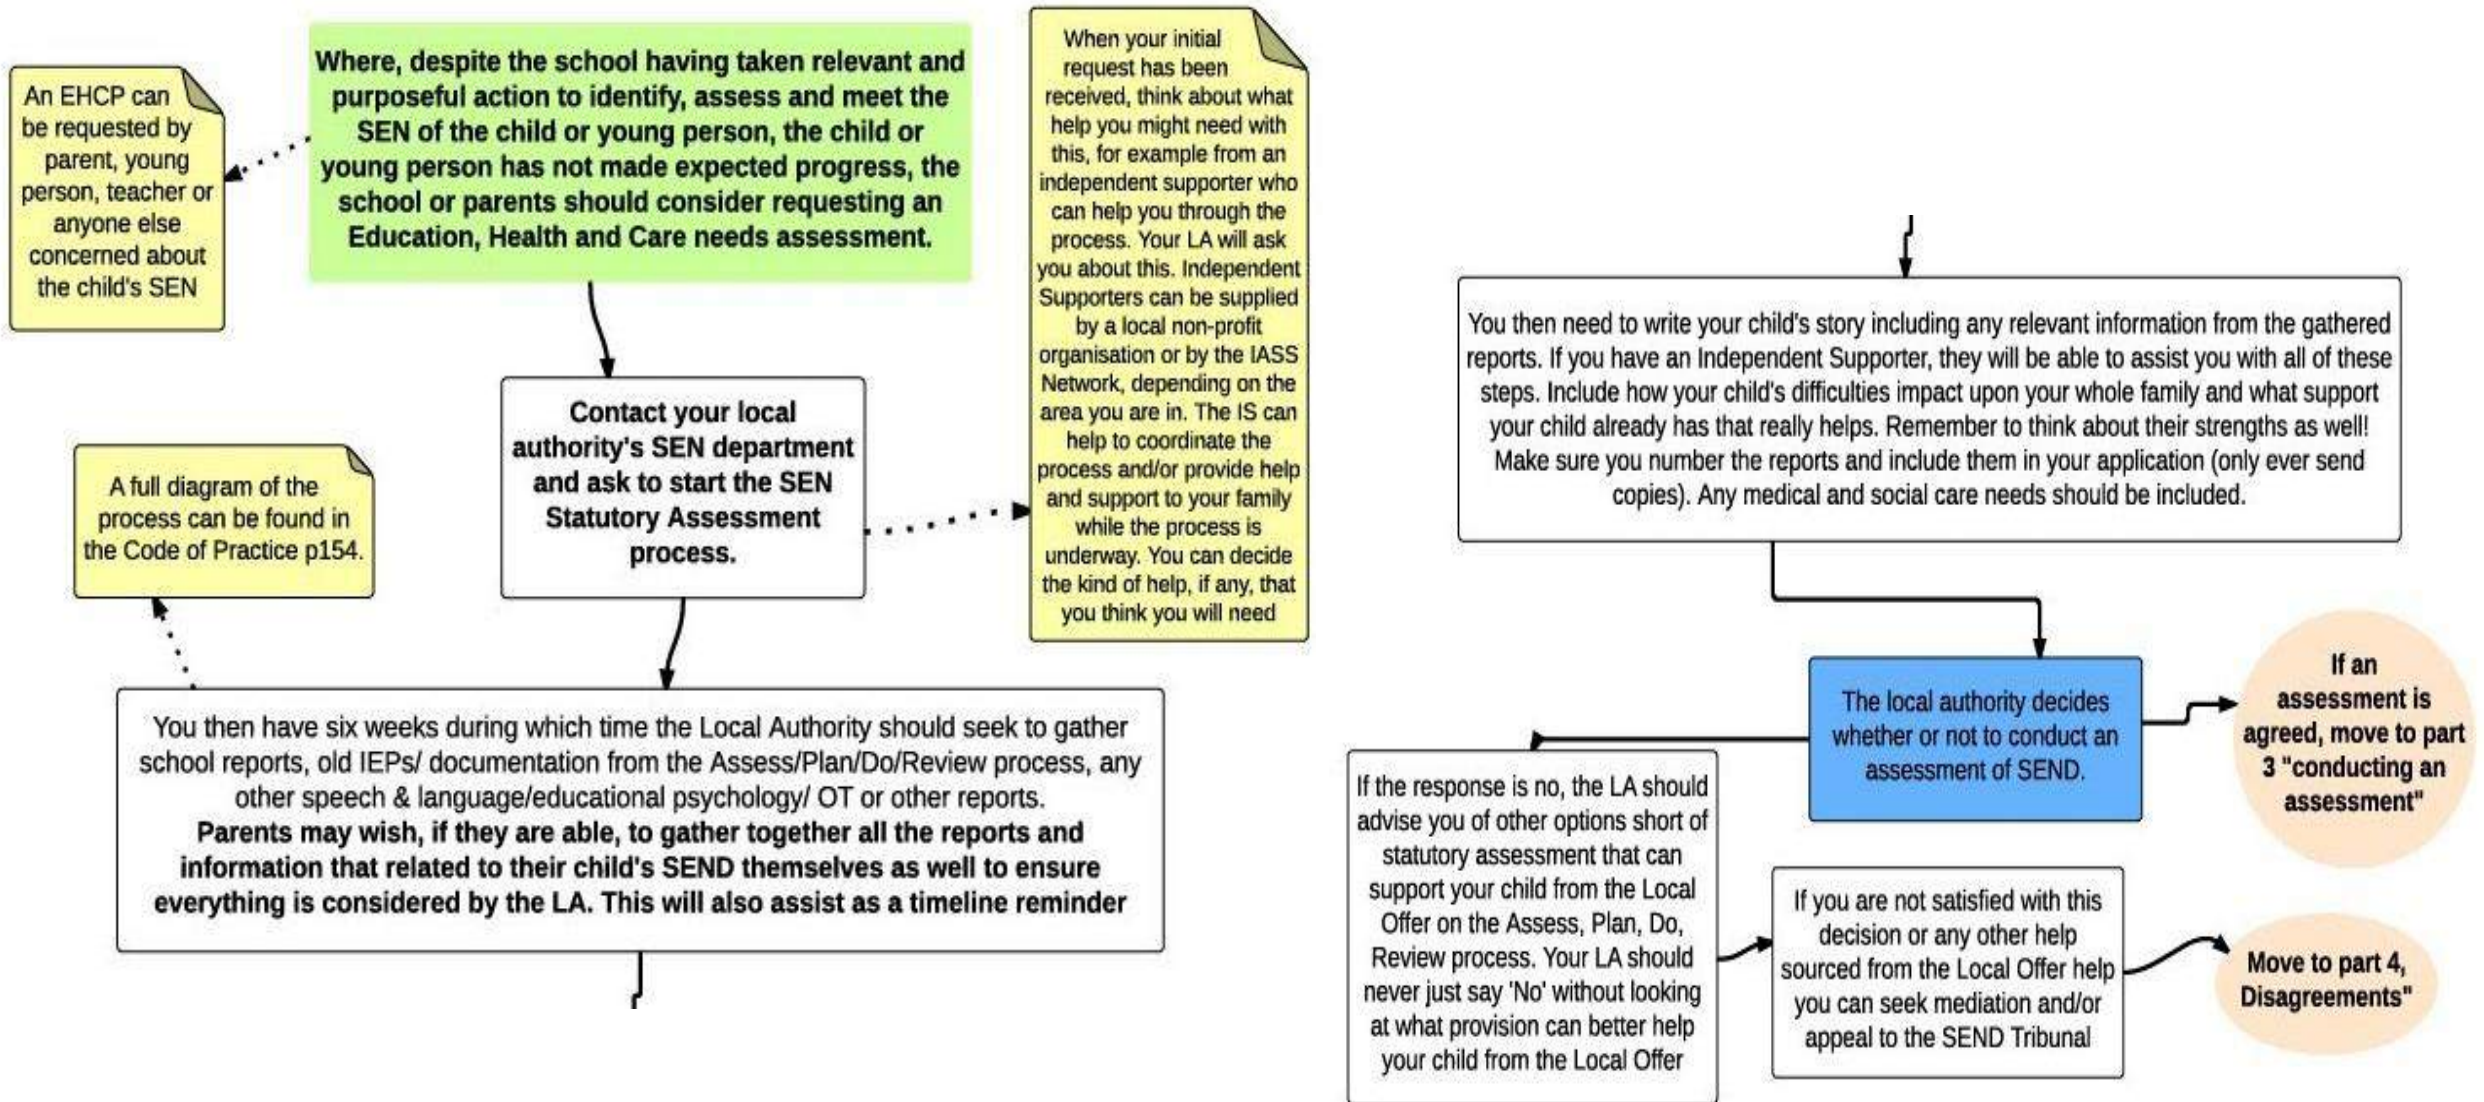 An EHCP can
be requested by
parent, young
person, teacher or
anyone else
concerned about
the child's SEN
Where, despite the school having taken relevant and
purposeful action to identify, assess and meet the
SEN of the child or young person, the child or
young person has not made expected progress, the
school or parents should consider requesting an
Education, Health and Care needs assessment.
When your initial
request has been
received, think about what
help you might need with
this, for example from an
independent supporter who
can help you through the
process. Your LA will ask
you about this. Independent
Supporters can be supplied
by a local non-profit
organisation or by the IASS
Network, depending on the
area you are in. The IS can
help to coordinate the
process and/or provide help
and support to your family
while the process is
underway. You can decide
the kind of help, if any, that
you think you will need
Contact your local
authority's SEN department
and ask to start the SEN
Statutory Assessment
process.
A full diagram of the
process can be found in
the Code of Practice p154.
You then have six weeks during which time the Local Authority should seek to gather
school reports, old IEPs/ documentation from the Assess/Plan/Do/Review process, any
other speech & language/educational psychology/ OT or other reports.
Parents may wish, if they are able, to gather together all the reports and
information that related to their child's SEND themselves as well to ensure
everything is considered by the LA. This will also assist as a timeline reminder
You then need to write your child's story including any relevant information from the gathered
reports. If you have an Independent Supporter, they will be able to assist you with all of these
steps. Include how your child's difficulties impact upon your whole family and what support
your child already has that really helps. Remember to think about their strengths as well!
Make sure you number the reports and include them in your application (only ever send
copies). Any medical and social care needs should be included.
The local authority decides
whether or not to conduct an
assessment of SEND.
If an
assessment is
agreed, move to part
3 "conducting an
assessment"
If the response is no, the LA should
advise you of other options short of
statutory assessment that can
support your child from the Local
Offer on the Assess, Plan, Do,
Review process. Your LA should
never just say 'No' without looking
at what provision can better help
your child from the Local Offer
If you are not satisfied with this
decision or any other help
sourced from the Local Offer help
you can seek mediation and/or
appeal to the SEND Tribunal
Move to part 4,
Disagreements"